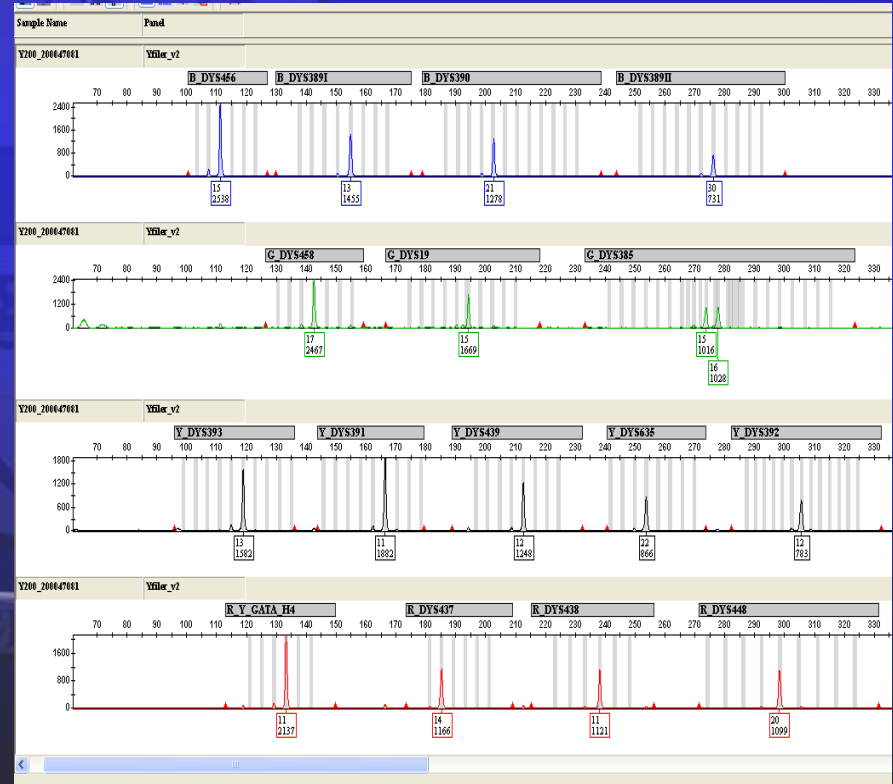 Sample Name Panel
Y200_200047081 Yfiler_v2
B_DYS456 B_DYS389I B_DYS390 B_DYS389II
70 80 90 100 110 120 130 140 150 160 170 180 190 200 210 220 230 240 250 260 270 280 290 300 310 320 330
2400
1600
800
0
15 13 21 30
2538 1455 1278 731
Y200_200047081 Yfiler_v2
G_DYS458 G_DYS19 G_DYS385
70 80 90 100 110 120 130 140 150 160 170 180 190 200 210 220 230 240 250 260 270 280 290 300 310 320 330
2400
1200
0
17 15 15
2467 1669 1016
16
1028
Y200_200047081 Yfiler_v2
Y_DYS393 Y_DYS391 Y_DYS439 Y_DYS635 Y_DYS392
70 80 90 100 110 120 130 140 150 160 170 180 190 200 210 220 230 240 250 260 270 280 290 300 310 320 330
1800
1200
600
0
13 11 12 22 12
1582 1882 1248 866 783
Y200_200047081 Yfiler_v2
R_Y_GATA_H4 R_DYS437 R_DYS438 R_DYS448
70 80 90 100 110 120 130 140 150 160 170 180 190 200 210 220 230 240 250 260 270 280 290 300 310 320 330
1600
800
0
11 14 11 20
2137 1166 1121 1099